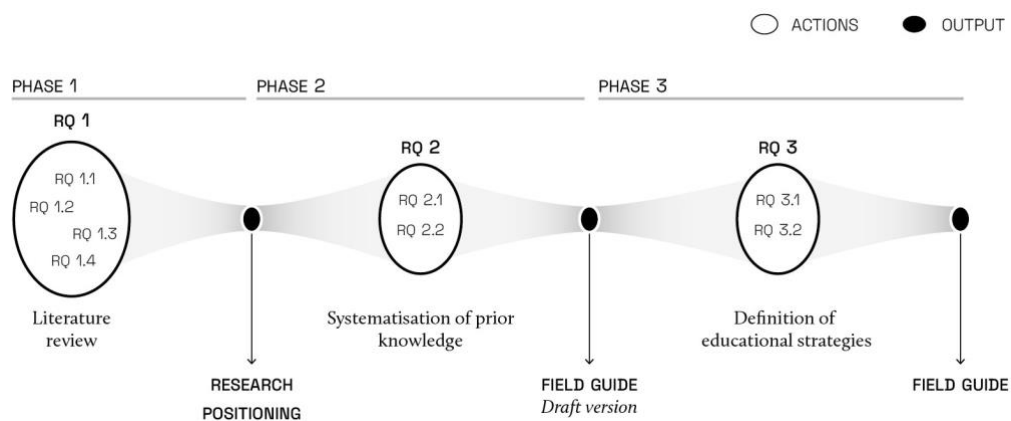 ACTIONS
OUTPUT
PHASE 1
PHASE 2
PHASE 3
RQ 1
RQ 1.1
RQ 1.2
RQ 1.3
RQ 1.4
Literature
review
RESEARCH
POSITIONING
RQ 2
RQ 2.1
RQ 2.2
Systematisation of prior
knowledge
FIELD GUIDE
Draft version
RQ 3
RQ 3.1
RQ 3.2
Definition of
educational strategies
FIELD GUIDE